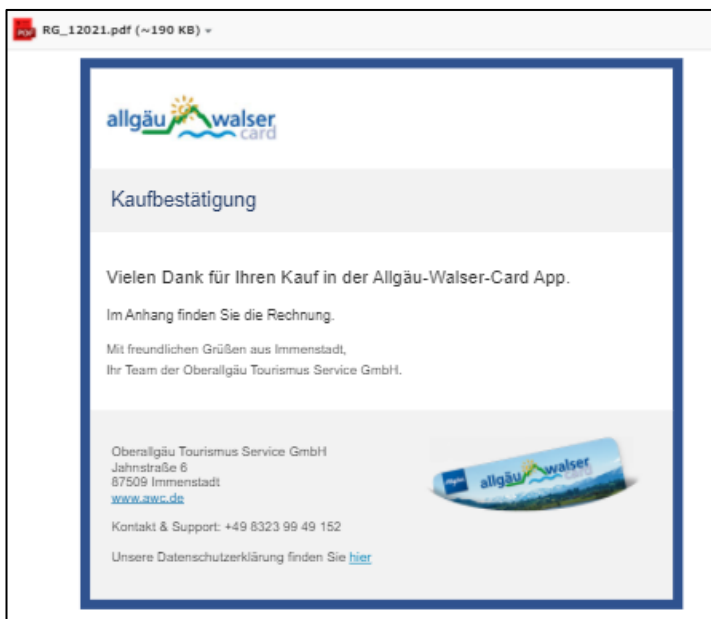 RG_12021.pdf (~190 KB)
allgäu walser
card
Kaufbestätigung
Vielen Dank für Ihren Kauf in der Allgäu-Walser-Card App.
Im Anhang finden Sie die Rechnung.
Mit freundlichen Grüßen aus Immenstadt,
Ihr Team der Oberallgäu Tourismus Service GmbH.
Oberallgäu Tourismus Service GmbH
Jahnstraße 6
87509 Immenstadt
www.awc.de
allgäu walser
card
Kontakt & Support: +49 8323 99 49 152
Unsere Datenschutzerklärung finden Sie hier